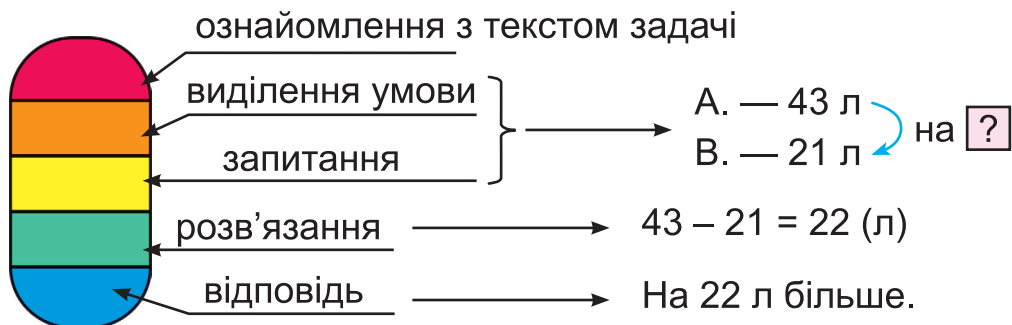 ознайомлення з текстом задачі
виділення умови
запитання
А. — 43 л
В. — 21 л
на ?
розв’язання
43 – 21 = 22 (л)
відповідь
На 22 л більше.